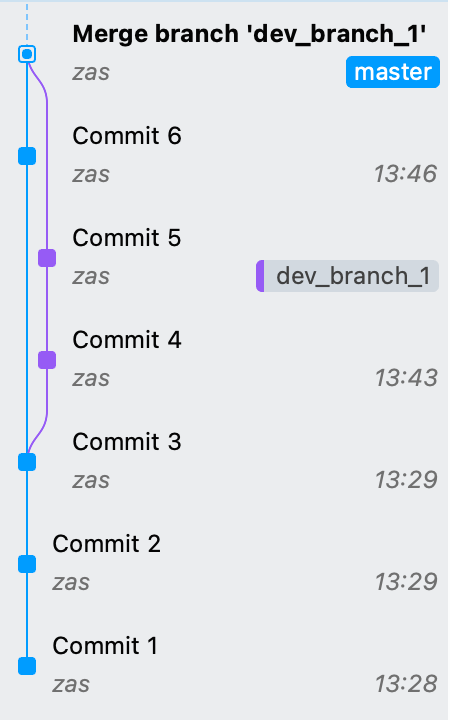 Merge branch 'dev_branch_1'
zas master
Commit 6
zas 13:46
Commit 5
zas dev_branch_1
Commit 4
zas 13:43
Commit 3
zas 13:29
Commit 2
zas 13:29
Commit 1
zas 13:28